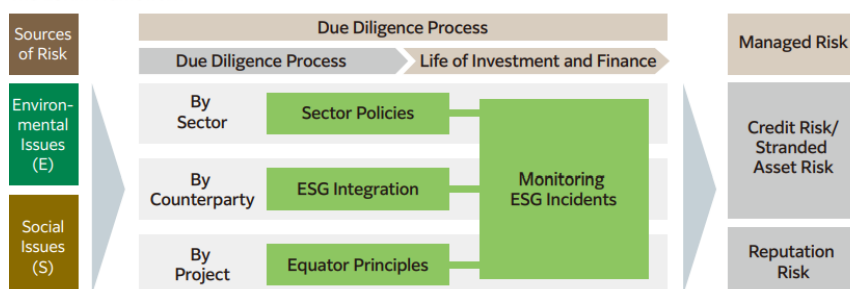 Sources
of Risk
Due Diligence Process
Managed Risk
Due Diligence Process
Life of Investment and Finance
Environ-
mental
Issues
(E)
Social
Issues
(S)
By
Sector
Sector Policies
By
Counterparty
ESG Integration
By
Project
Equator Principles
Monitoring
ESG Incidents
Credit Risk/
Stranded
Asset Risk
Reputation
Risk